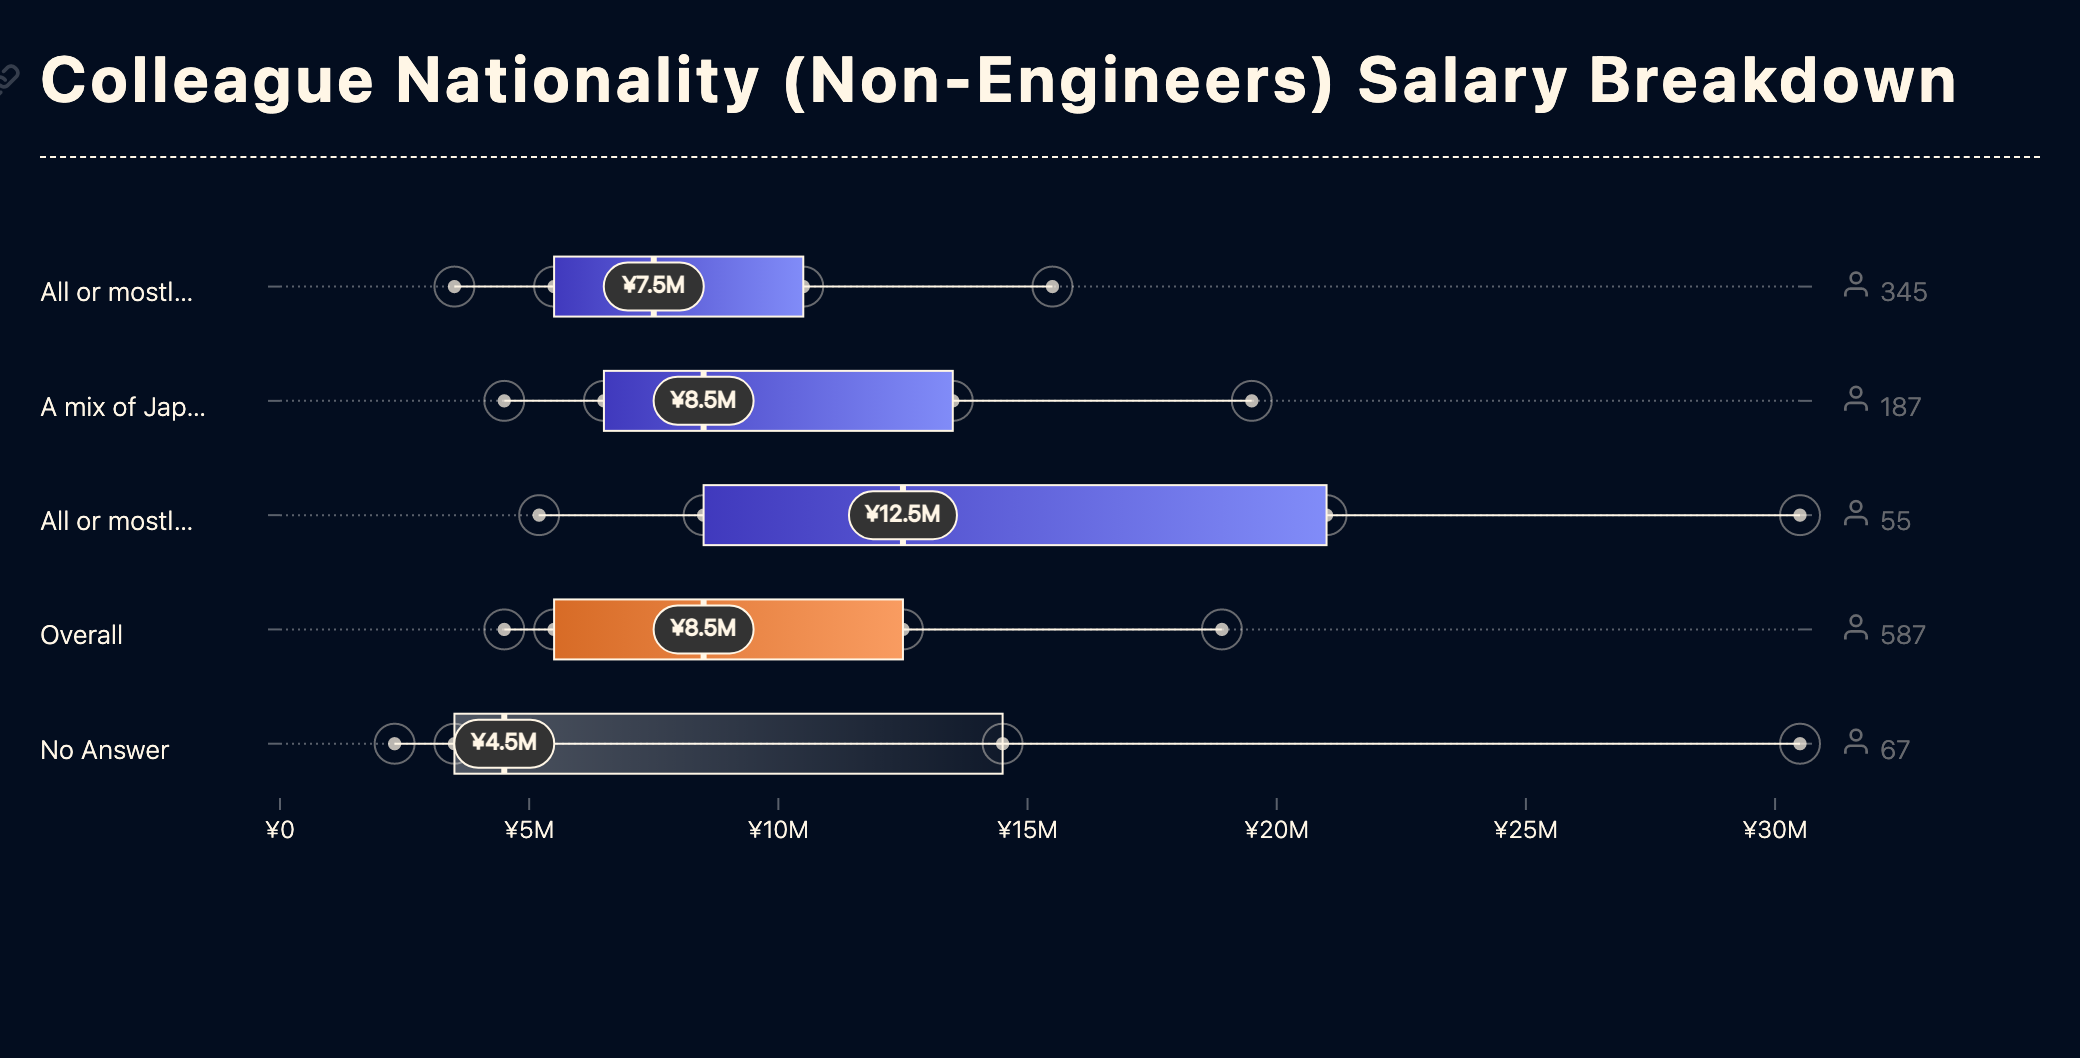 Colleague Nationality (Non-Engineers) Salary Breakdown
All or mostl... ¥7.5M 345
A mix of Jap... ¥8.5M 187
All or mostl... ¥12.5M 55
Overall ¥8.5M 587
No Answer ¥4.5M 67
¥0 ¥5M ¥10M ¥15M ¥20M ¥25M ¥30M